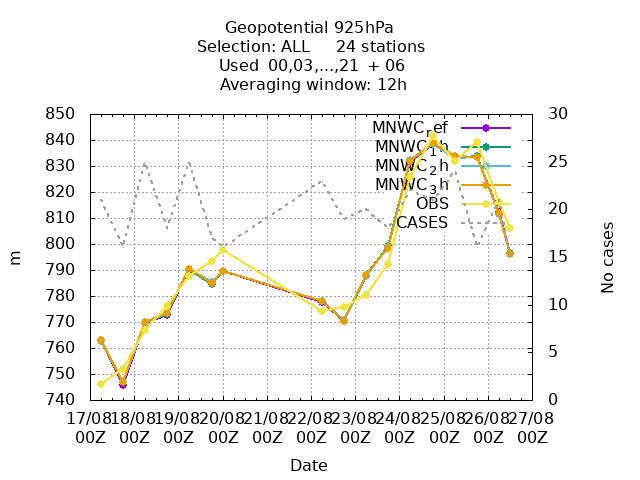 Geopotential 925hPa
Selection: ALL 24 stations
Used 00,03,...,21 + 06
Averaging window: 12h
850
840
830
820
810
800
790
780
770
760
750
740
m
30
25
20
15
10
5
0
No cases
MNWC_ref
MNWC_1h
MNWC_2h
MNWC_3h
OBS
CASES
17/08 18/08 19/08 20/08 21/08 22/08 23/08 24/08 25/08 26/08 27/08
00Z 00Z 00Z 00Z 00Z 00Z 00Z 00Z 00Z 00Z 00Z
Date